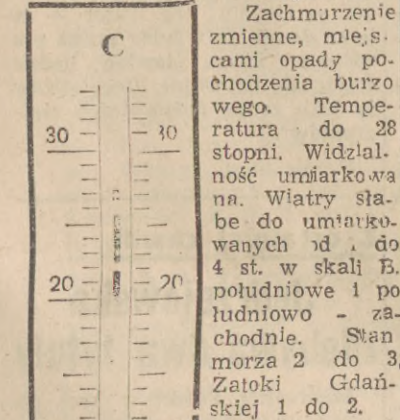 C
30 30
20 20
Zachmurzenie
zmienne, miejs-
cami opady po-
chodzenia burzo
wego. Tempe-
ratura do 28
stopni. Widzial-
ność umiarkowa
na. Wiatry sła-
be do umiarko-
wanych od do
4 st. w skali B.
południowe i po
łudniowo - za-
chodnie. Stan
morza 2 do 3,
Zatoki Gdań-
skiej 1 do 2.